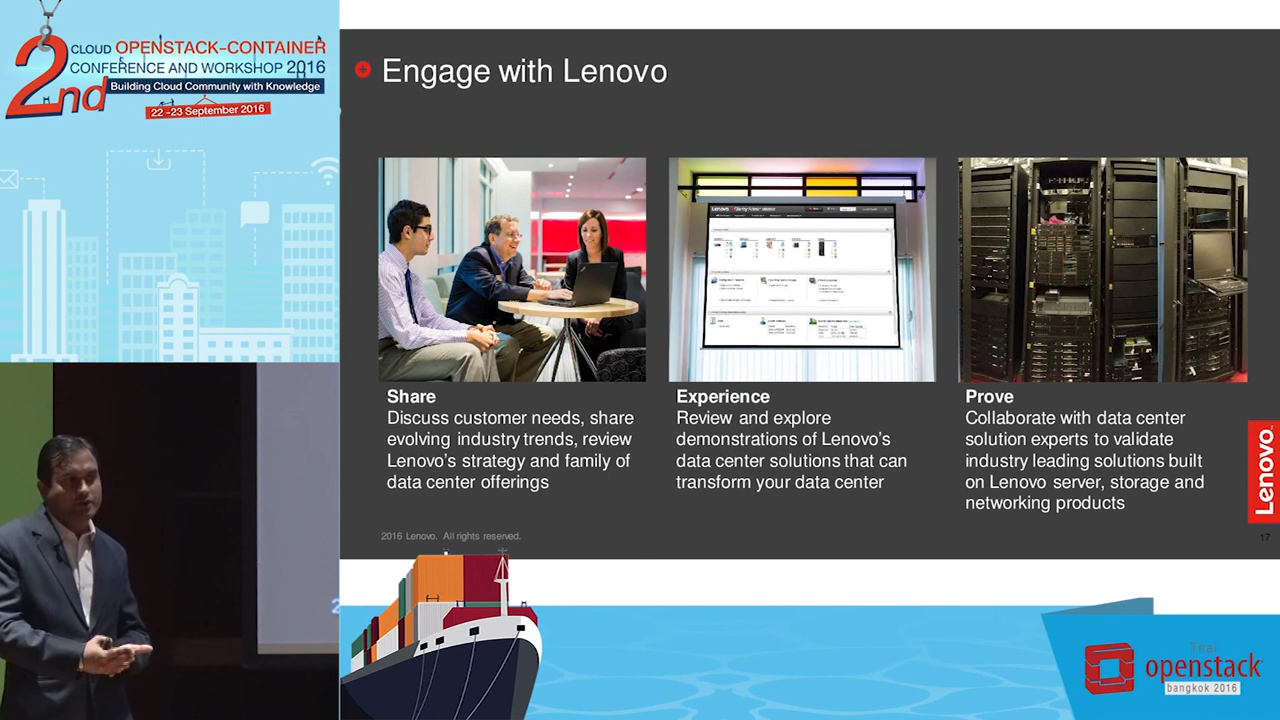 2nd
CLOUD OPENSTACK-CONTAINER
CONFERENCE AND WORKSHOP 2016
Building Cloud Community with Knowledge
22 -23 September 2016
Engage with Lenovo
Share
Discuss customer needs, share
evolving industry trends, review
Lenovo's strategy and family of
data center offerings
Experience
Review and explore
demonstrations of Lenovo's
data center solutions that can
transform your data center
Prove
Collaborate with data center
solution experts to validate
industry leading solutions built
on Lenovo server, storage and
networking products
Lenovo
2016 Lenovo. All rights reserved.
17
Thai
openstack
bangkok 2016